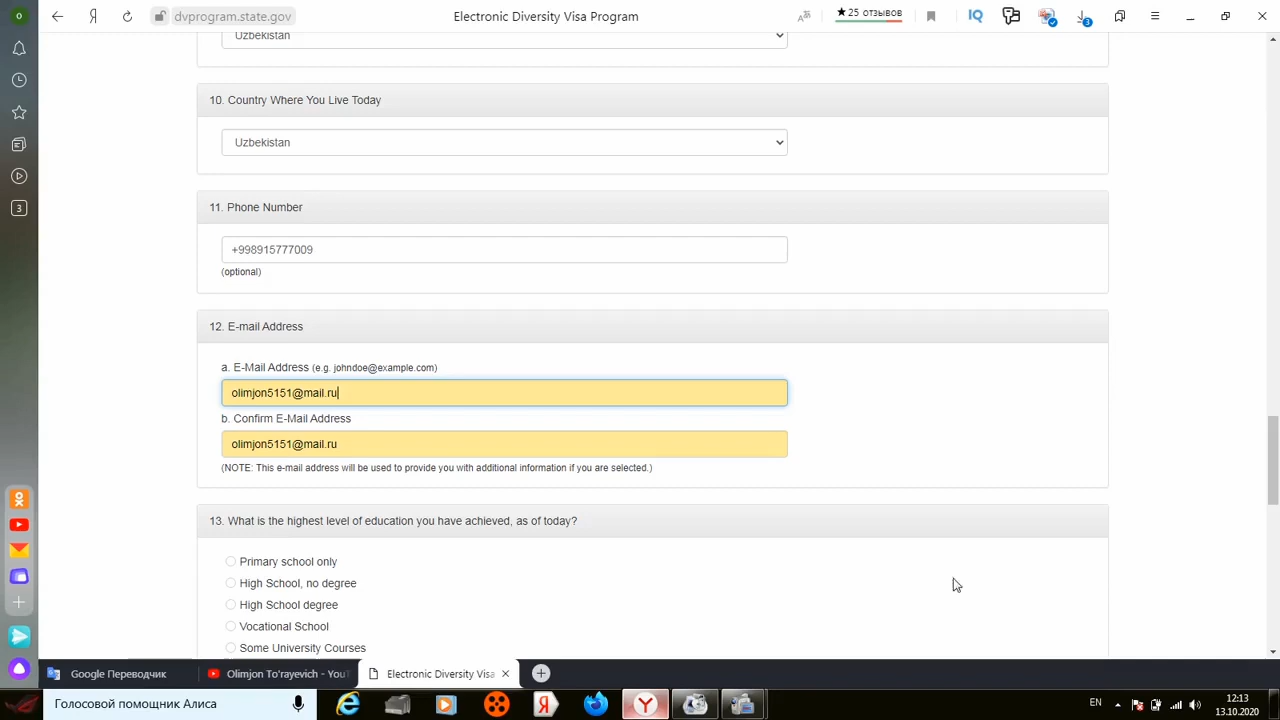 dvprogram.state.gov
Electronic Diversity Visa Program
★25 отзывов
IQ
3
o
3
Uzbekistan
10. Country Where You Live Today
Uzbekistan
11. Phone Number
+998915777009
(optional)
12. E-mail Address
a. E-Mail Address (e.g. johndoe@example.com)
olimjon5151@mail.ru
b. Confirm E-Mail Address
olimjon5151@mail.ru
(NOTE: This e-mail address will be used to provide you with additional information if you are selected.)
13. What is the highest level of education you have achieved, as of today?
Primary school only
High School, no degree
High School degree
Vocational School
Some University Courses
Google Переводчик
Olimjon To'rayevich - YouT
Electronic Diversity Visa
Голосовой помощник Алиса
EN
12:13
13.10.2020